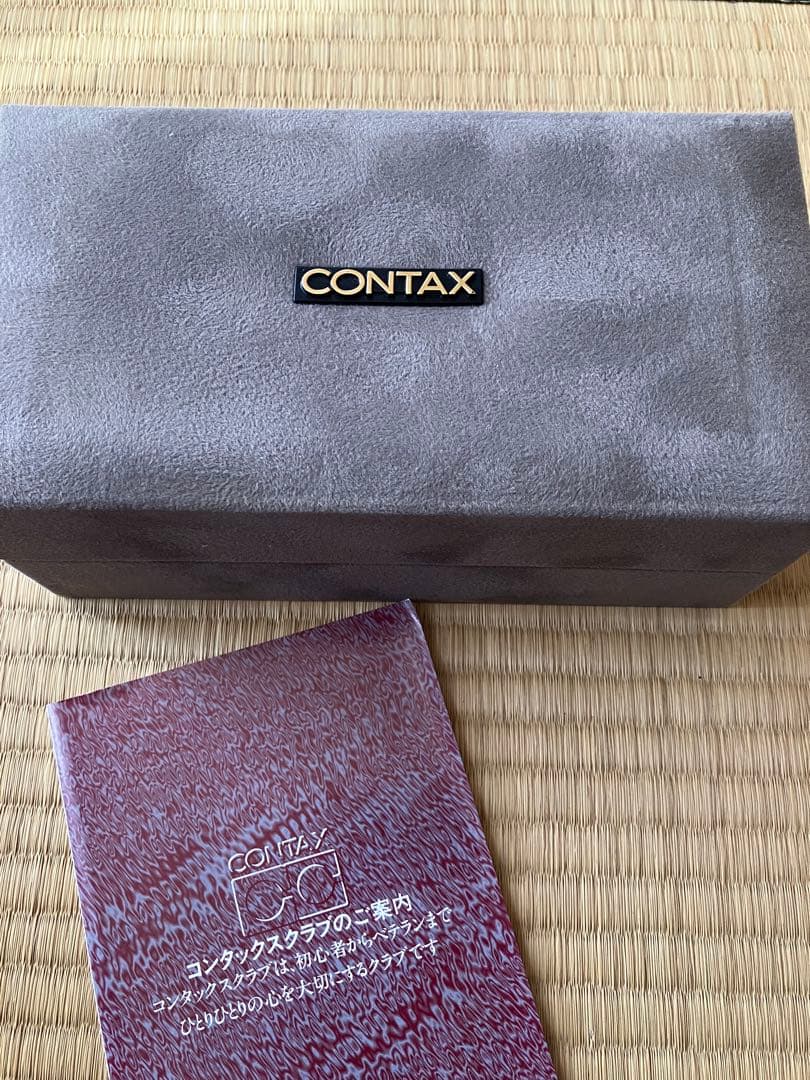 CONTAX
CONTAX
CC
コンタックスクラブのご案内
コンタックスクラブは、初心者からベテランまで
ひとりひとりの心を大切にするクラブです